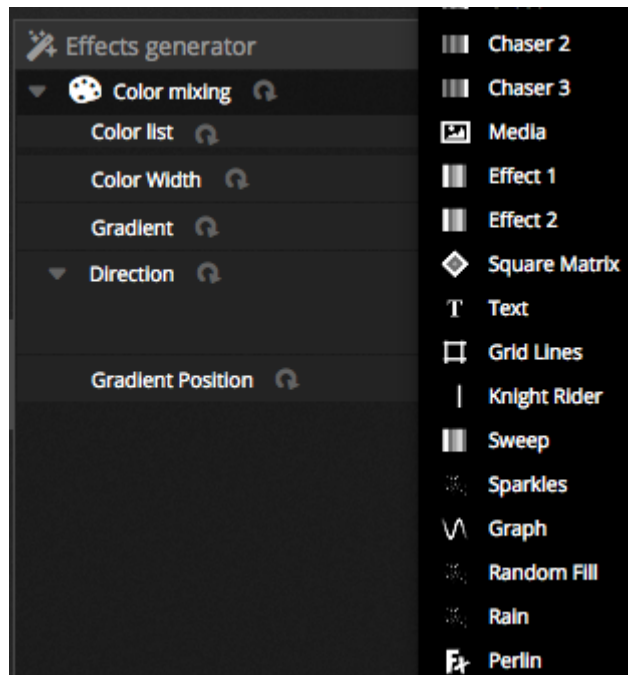 Effects generator
Color mixing
Color list
Color Width
Gradient
Direction
Gradient Position
Chaser 2
Chaser 3
Media
Effect 1
Effect 2
Square Matrix
Text
Grid Lines
Knight Rider
Sweep
Sparkles
Graph
Random Fill
Rain
Perlin